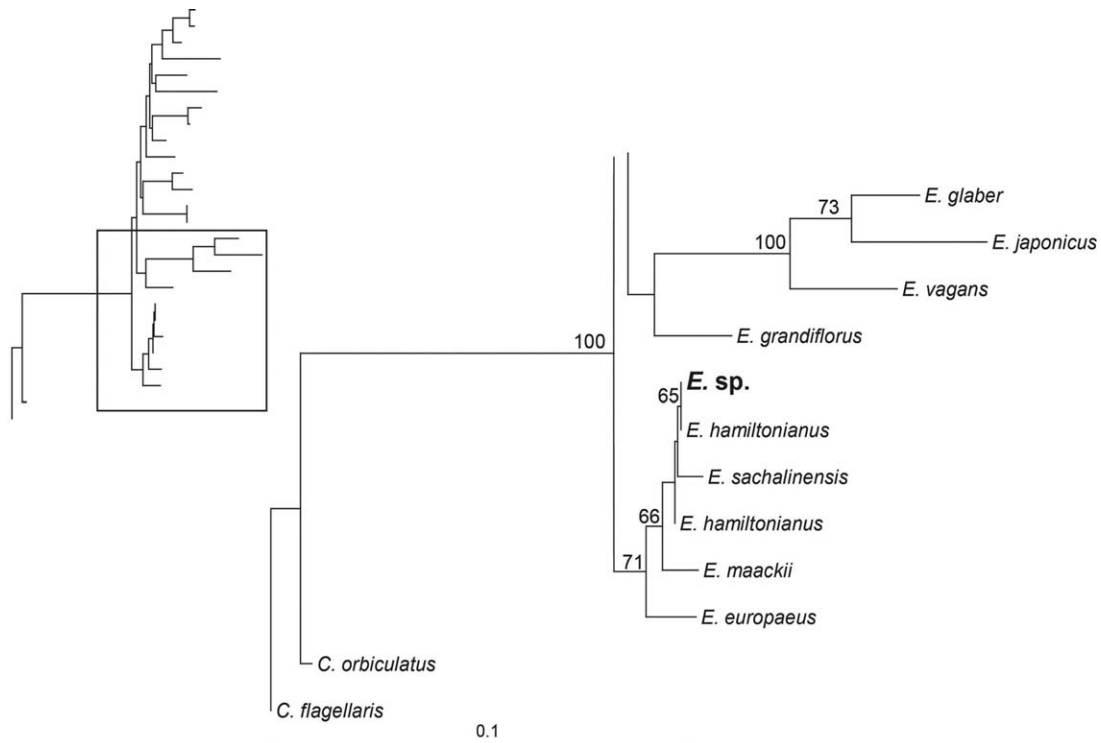 E. glaber
73
E. japonicus
100
E. vagans
E. grandiflorus
100
E. sp.
65
E. hamiltonianus
E. sachalinensis
66
E. hamiltonianus
71
E. maackii
E. europaeus
C. orbiculatus
C. flagellaris
0.1